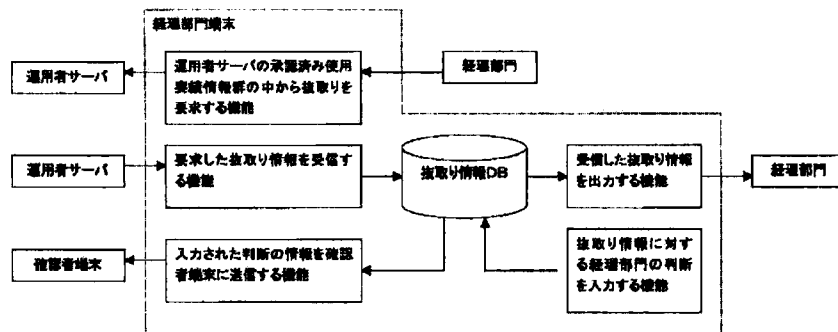 経理部門端末
運用者サーバ
運用者サーバの承認済み使用
実績情報群の中から抜取りを
要求する機能
経理部門
運用者サーバ
要求した抜取り情報を受信す
る機能
抜取り情報DB
受信した抜取り情報
を出力する機能
経理部門
確認者端末
入力された判断の情報を確認
者端末に送信する機能
抜取り情報に対す
る経理部門の判断
を入力する機能